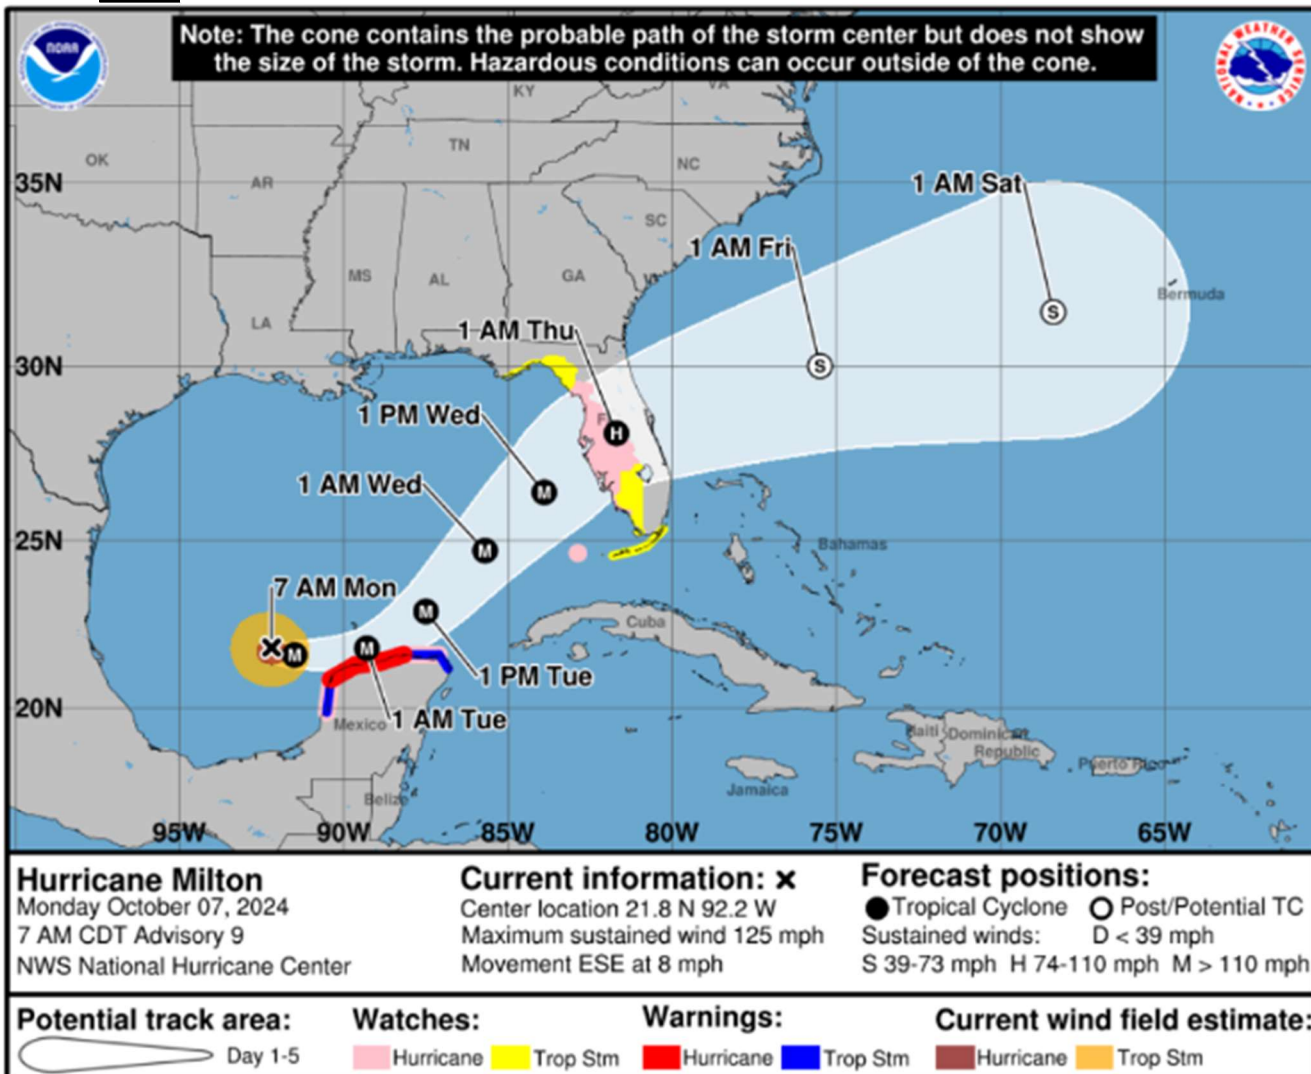 Note: The cone contains the probable path of the storm center but does not show
the size of the storm. Hazardous conditions can occur outside of the cone.
NOAA
NATIONAL WEATHER SERVICE
KY
VA
OK
TN
NC
AR
35N
1 AM Sat
SC
1 AM Fri
MS
AL
GA
Bermuda
LA
1 AM Thu
S
30N
S
1 PM Wed
F
H
1 AM Wed
M
25N
M
Bahamas
7 AM Mon
M
Cuba
M
M
1 PM Tue
20N
Mexico
1 AM Tue
Haiti
Dominican
Republic
Puerto Rico
Jamaica
Belize
95W 90W 85W 80W 75W 70W 65W
Hurricane Milton
Monday October 07, 2024
7 AM CDT Advisory 9
NWS National Hurricane Center
Current information: x
Center location 21.8 N 92.2 W
Maximum sustained wind 125 mph
Movement ESE at 8 mph
Forecast positions:
Tropical Cyclone Post/Potential TC
Sustained winds: D < 39 mph
S 39-73 mph H 74-110 mph M > 110 mph
Potential track area:
Day 1-5
Watches:
Hurricane Trop Stm
Warnings:
Hurricane Trop Stm
Current wind field estimate:
Hurricane Trop Stm